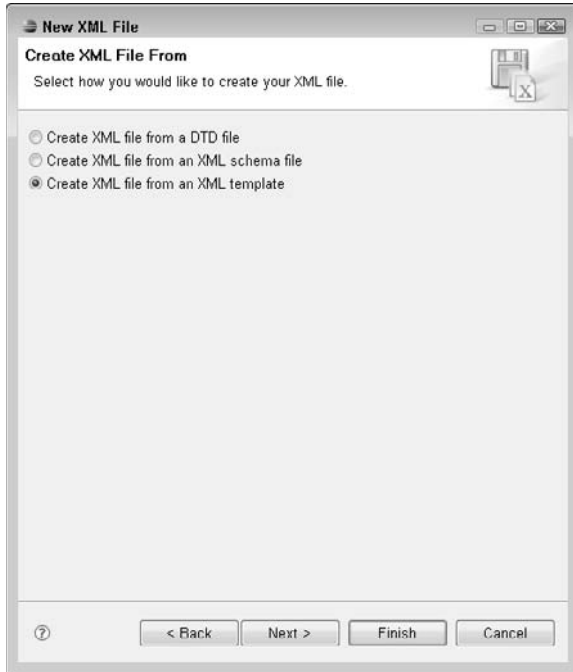 New XML File
Create XML File From
Select how you would like to create your XML file.
X
Create XML file from a DTD file
Create XML file from an XML schema file
Create XML file from an XML template
?
< Back Next > Finish Cancel